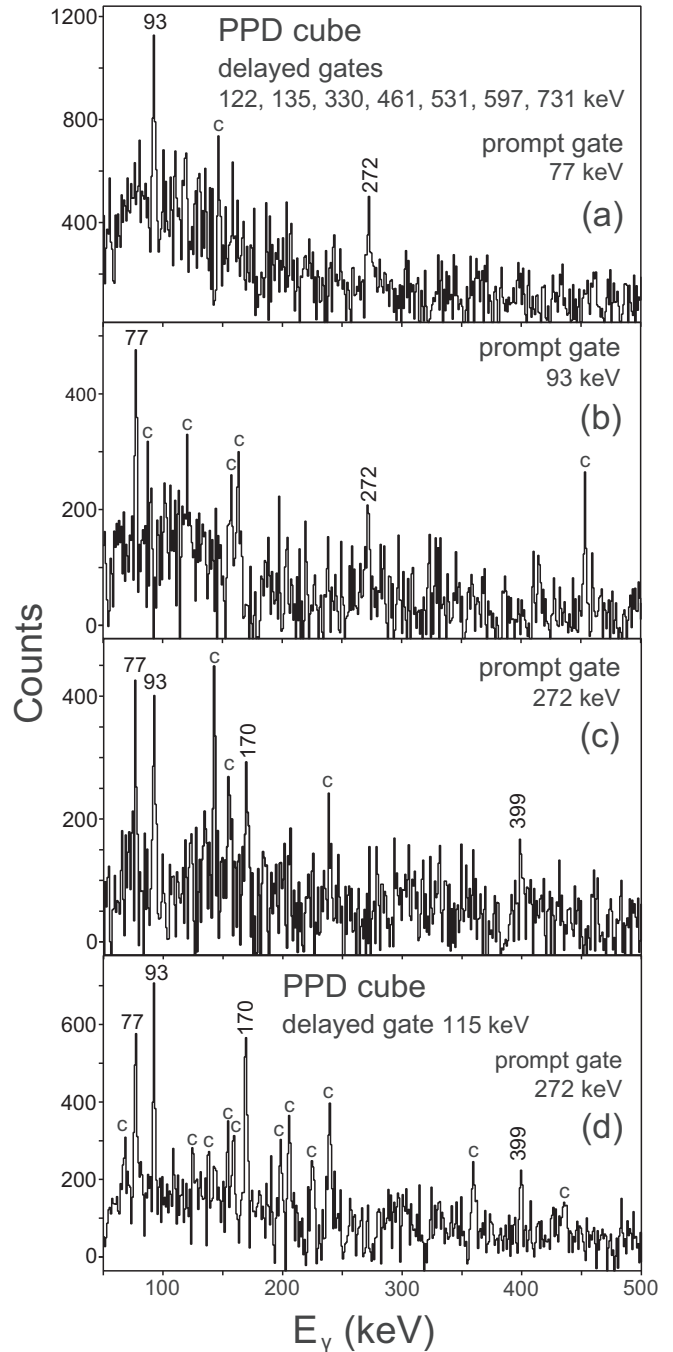 1200
93
PPD cube
delayed gates
122, 135, 330, 461, 531, 597, 731 keV
800
c
prompt gate
77 keV
272
400
(a)
77
prompt gate
93 keV
400
c
c
c
c
c
(b)
272
200
0
Counts
77
93
c
prompt gate
272 keV
400
c
170
c
(c)
399
200
0
93
PPD cube
77
170
delayed gate 115 keV
600
prompt gate
272 keV
400
c
c
c
c
c
c
c
c
c
(d)
399
c
c
200
0
100
200
300
400
500
Eγ (keV)